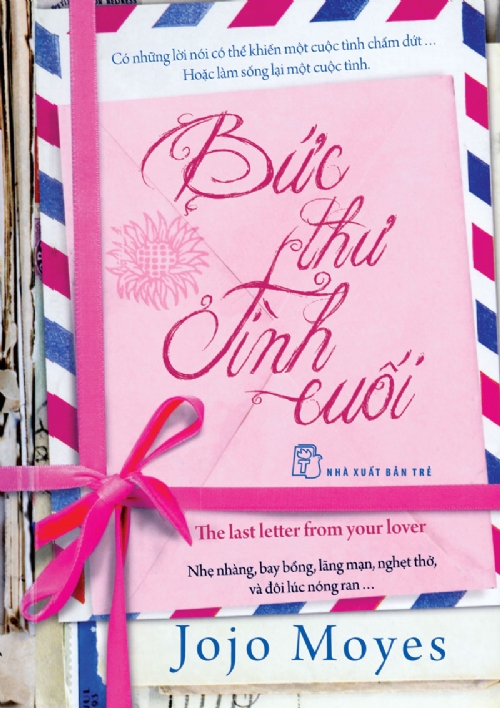 Có những lời nói có thể khiến một cuộc tình chấm dứt ...
Hoặc làm sống lại một cuộc tình.
Bức
thư
Tình
cuối
NHÀ XUẤT BẢN TRẺ
The last letter from your lover
Nhẹ nhàng, bay bổng, lãng mạn, nghẹt thở,
và đôi lúc nóng ran ...
Jojo Moyes